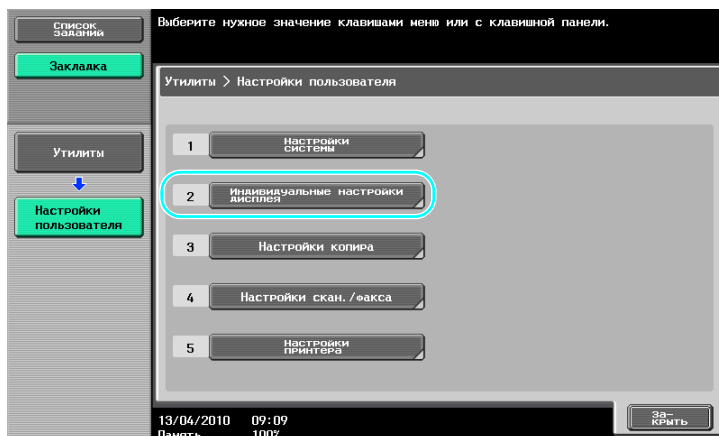 Список
заданий
Выберите нужное значение клавишами меню или с клавишной панели.
Закладка
Утилиты > Настройки пользователя
Утилиты
Настройки
пользователя
1 Настройки
системы
2 Индивидуальные настройки
дисплея
3 Настройки копира
4 Настройки скан./факса
5 Настройки
принтера
13/04/2010 09:09
Память 100%
За-
крыть